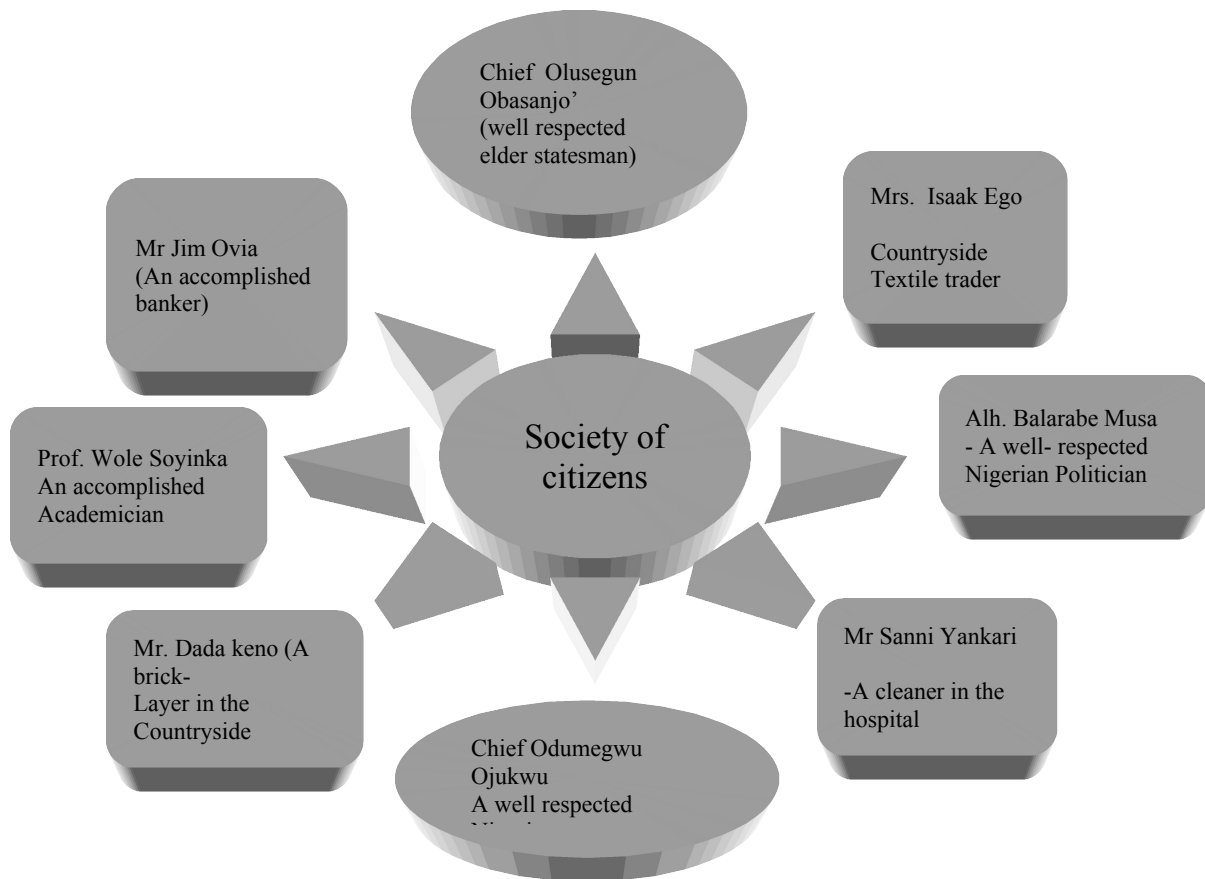 Chief Olusegun
Obasanjo’
(well respected
elder statesman)
Mrs. Isaak Ego
Countryside
Textile trader
Mr Jim Ovia
(An accomplished
banker)
Alh. Balarabe Musa
- A well- respected
Nigerian Politician
Society of
citizens
Prof. Wole Soyinka
An accomplished
Academician
Mr. Dada keno (A
brick-
Layer in the
Countryside
Mr Sanni Yankari
-A cleaner in the
hospital
Chief Odumegwu
Ojukwu
A well respected